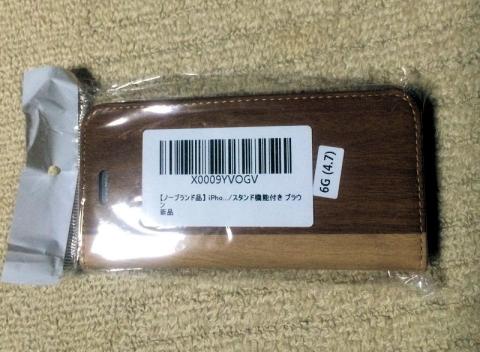 X0009YVOGV
【ノーブランド品】iPho.../スタンド機能付き ブラウ
ン
新品
6G (4.7)